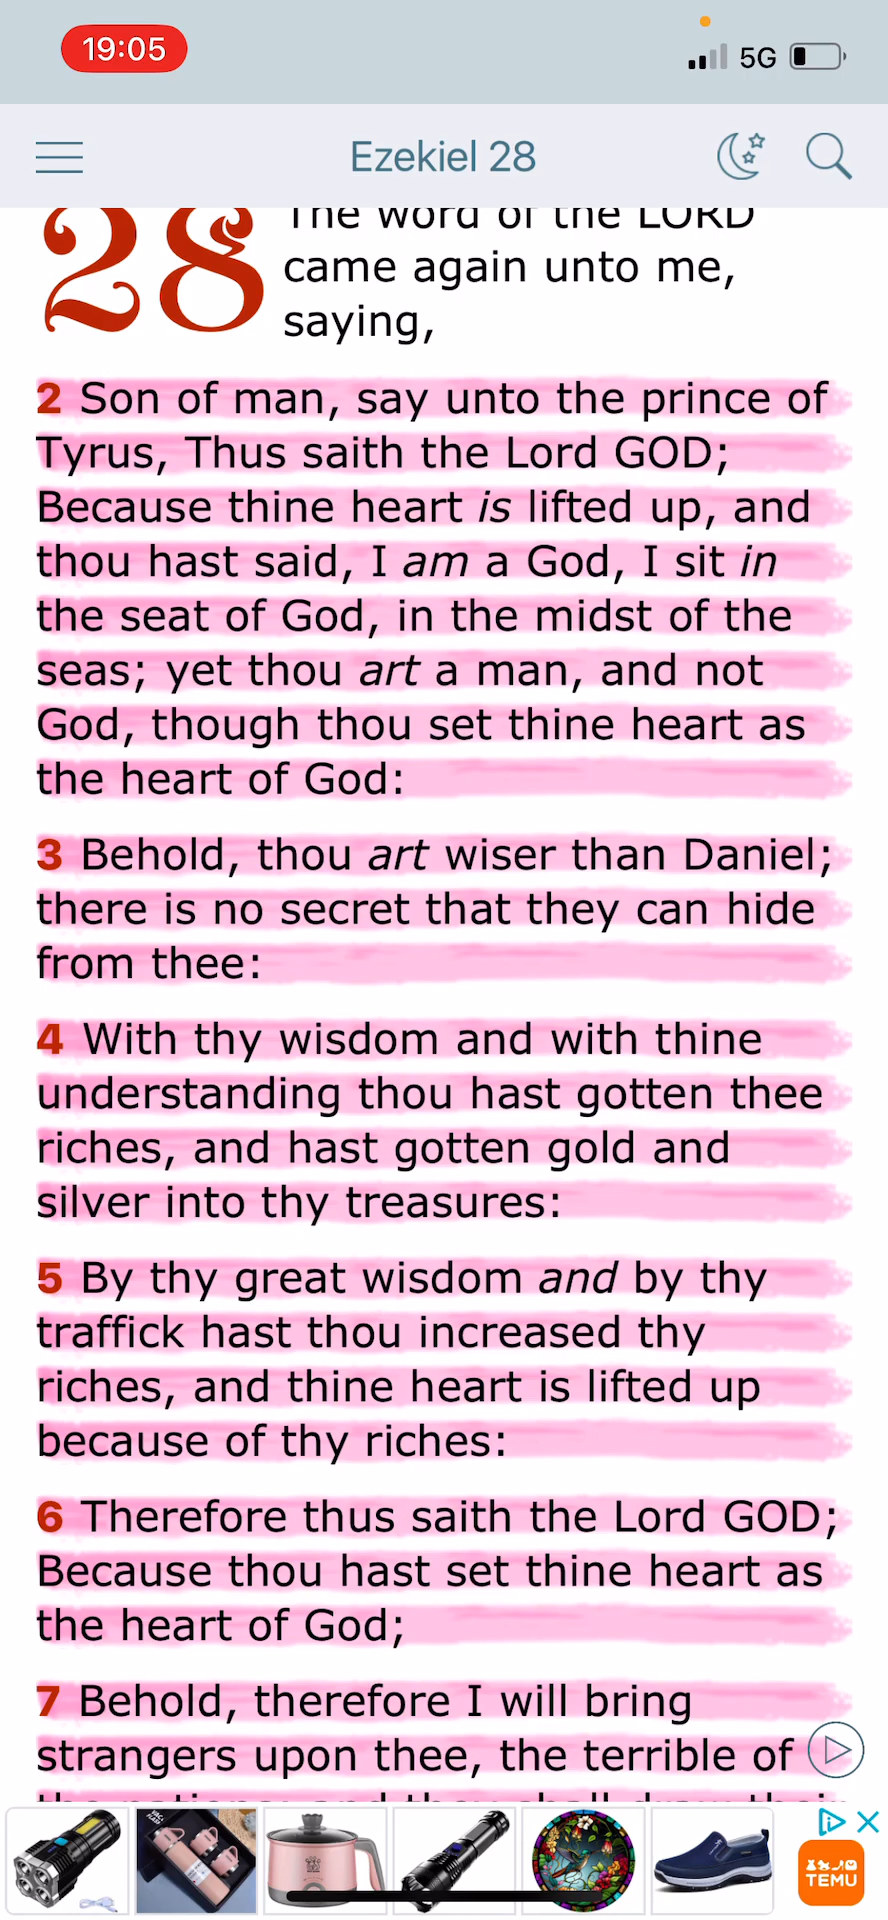 19:05
5G
Ezekiel 28
28 The word of the LORD
came again unto me,
saying,
2 Son of man, say unto the prince of
Tyrus, Thus saith the Lord GOD;
Because thine heart is lifted up, and
thou hast said, I am a God, I sit in
the seat of God, in the midst of the
seas; yet thou art a man, and not
God, though thou set thine heart as
the heart of God:
3 Behold, thou art wiser than Daniel;
there is no secret that they can hide
from thee:
4 With thy wisdom and with thine
understanding thou hast gotten thee
riches, and hast gotten gold and
silver into thy treasures:
5 By thy great wisdom and by thy
traffick hast thou increased thy
riches, and thine heart is lifted up
because of thy riches:
6 Therefore thus saith the Lord GOD;
Because thou hast set thine heart as
the heart of God;
7 Behold, therefore I will bring
strangers upon thee, the terrible of
TEMU